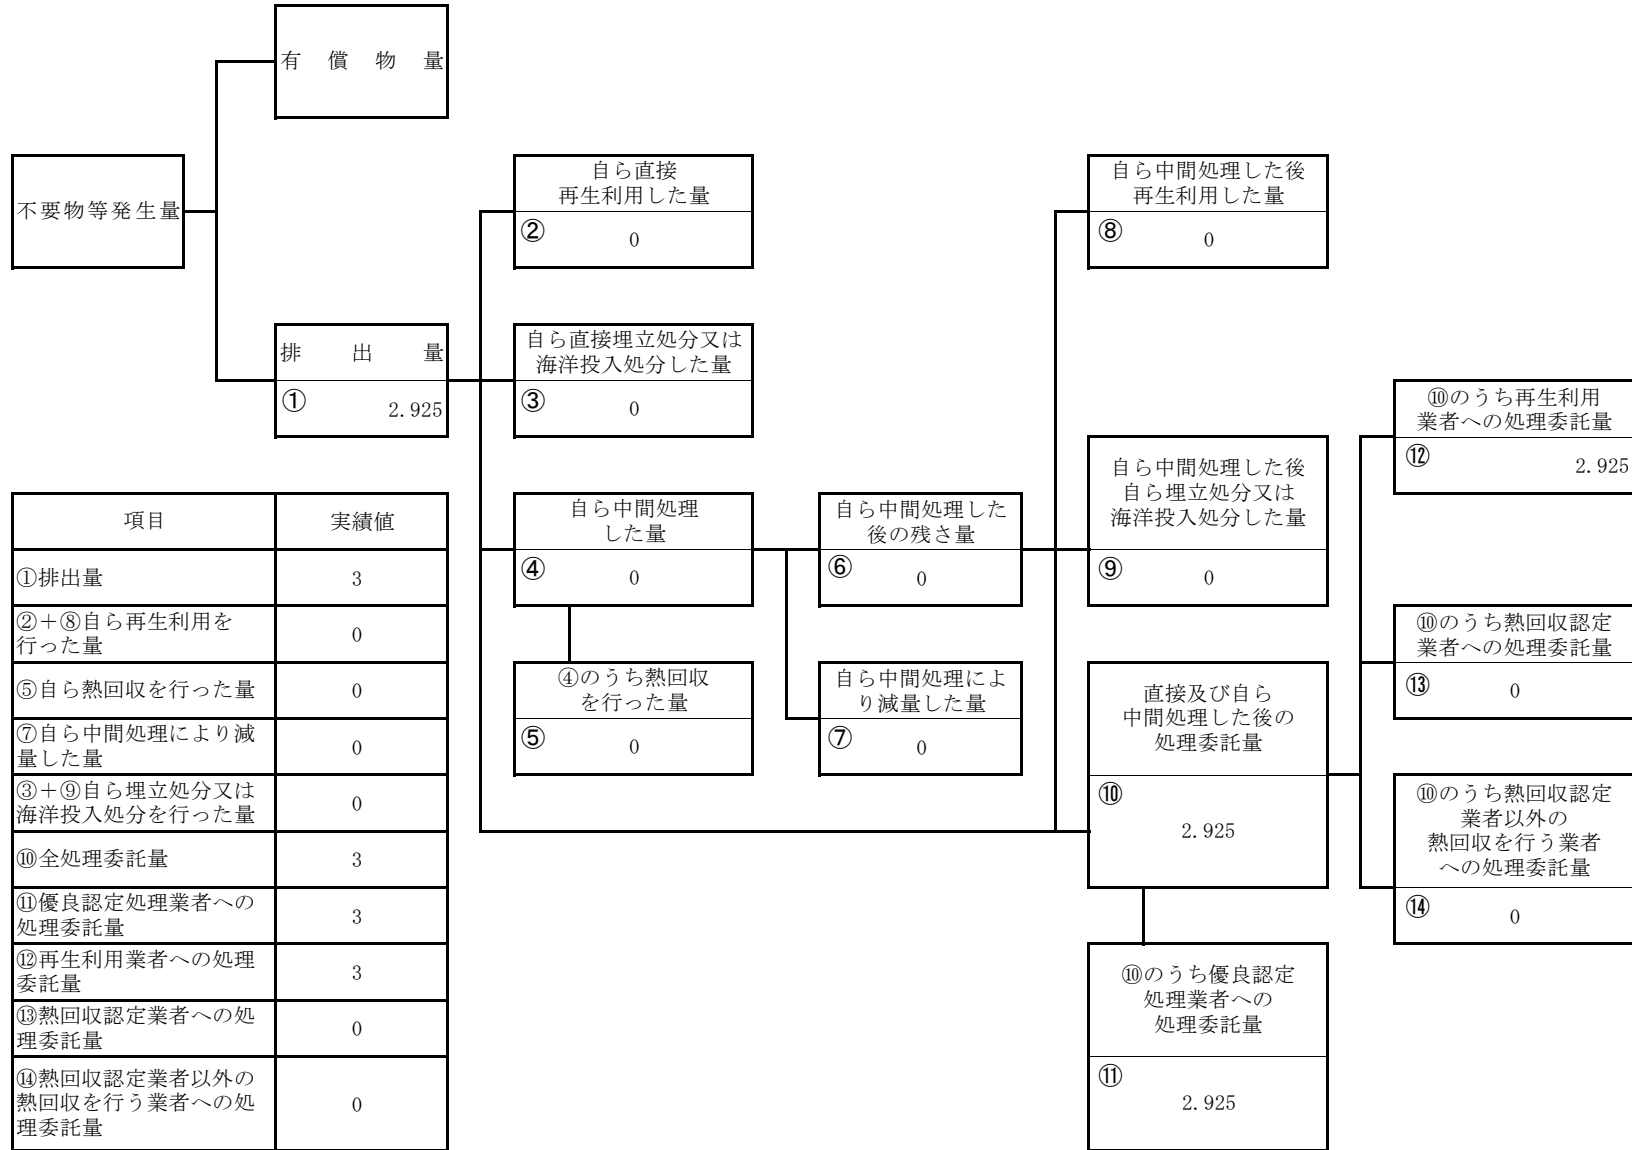 有償物量
不要物等発生量
自ら直接
再生利用した量
② 0
自ら中間処理した後
再生利用した量
⑧ 0
排出量
① 2.925
自ら直接埋立処分又は
海洋投入処分した量
③ 0
⑩のうち再生利用
業者への処理委託量
⑫ 2.925
自ら中間処理
した量
④ 0
自ら中間処理した
後の残さ量
⑥ 0
自ら中間処理した後
自ら埋立処分又は
海洋投入処分した量
⑨ 0
④のうち熱回収
を行った量
⑤ 0
自ら中間処理によ
り減量した量
⑦ 0
直接及び自ら
中間処理した後の
処理委託量
⑩
2.925
⑩のうち熱回収認定
業者への処理委託量
⑬ 0
⑩のうち熱回収認定
業者以外の
熱回収を行う業者
への処理委託量
⑭ 0
⑩のうち優良認定
処理業者への
処理委託量
⑪
2.925
項目 実績値
①排出量 3
②+⑧自ら再生利用を
行った量 0
⑤自ら熱回収を行った量 0
⑦自ら中間処理により減
量した量 0
③+⑨自ら埋立処分又は
海洋投入処分を行った量 0
⑩全処理委託量 3
⑪優良認定処理業者への
処理委託量 3
⑫再生利用業者への処理
委託量 3
⑬熱回収認定業者への処
理委託量 0
⑭熱回収認定業者以外の
熱回収を行う業者への処
理委託量 0